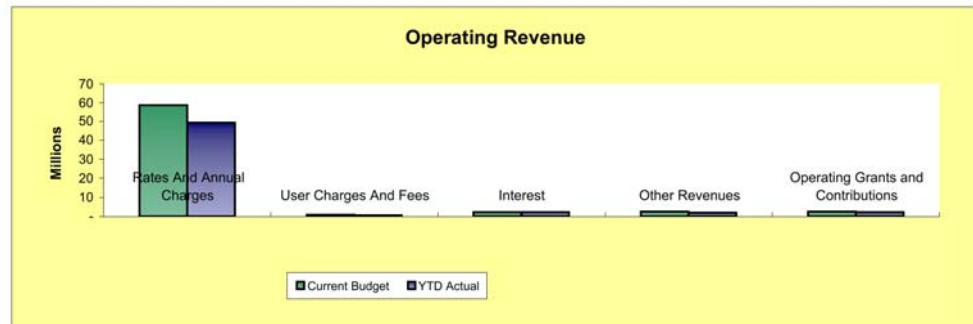 Operating Revenue
Millions
70
60
50
40
30
20
10
-
Rates And Annual
Charges
User Charges And Fees
Interest
Other Revenues
Operating Grants and
Contributions
Current Budget
YTD Actual